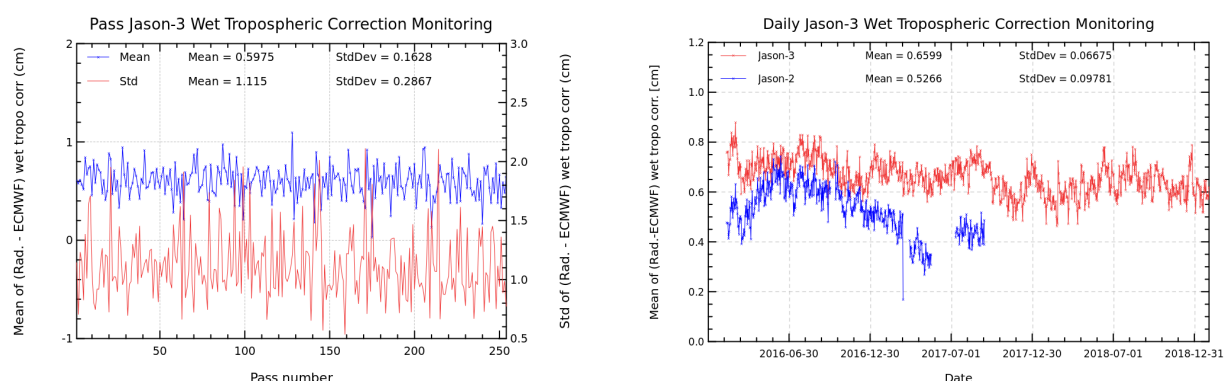 Pass Jason-3 Wet Tropospheric Correction Monitoring
Mean Mean = 0.5975 StdDev = 0.1628
Std Mean = 1.115 StdDev = 0.2867
Mean of (Rad. - ECMWF) wet tropo corr (cm)
2
1
0
-1
Std of (Rad. - ECMWF) wet tropo corr (cm)
3.0
2.5
2.0
1.5
1.0
0.5
50 100 150 200 250
Pass number
Daily Jason-3 Wet Tropospheric Correction Monitoring
Jason-3 Mean = 0.6599 StdDev = 0.06675
Jason-2 Mean = 0.5266 StdDev = 0.09781
Mean of (Rad.-ECMWF) wet tropo corr. [cm]
1.2
1.0
0.8
0.6
0.4
0.2
0.0
2016-06-30 2016-12-30 2017-07-01 2017-12-30 2018-07-01 2018-12-31
Date